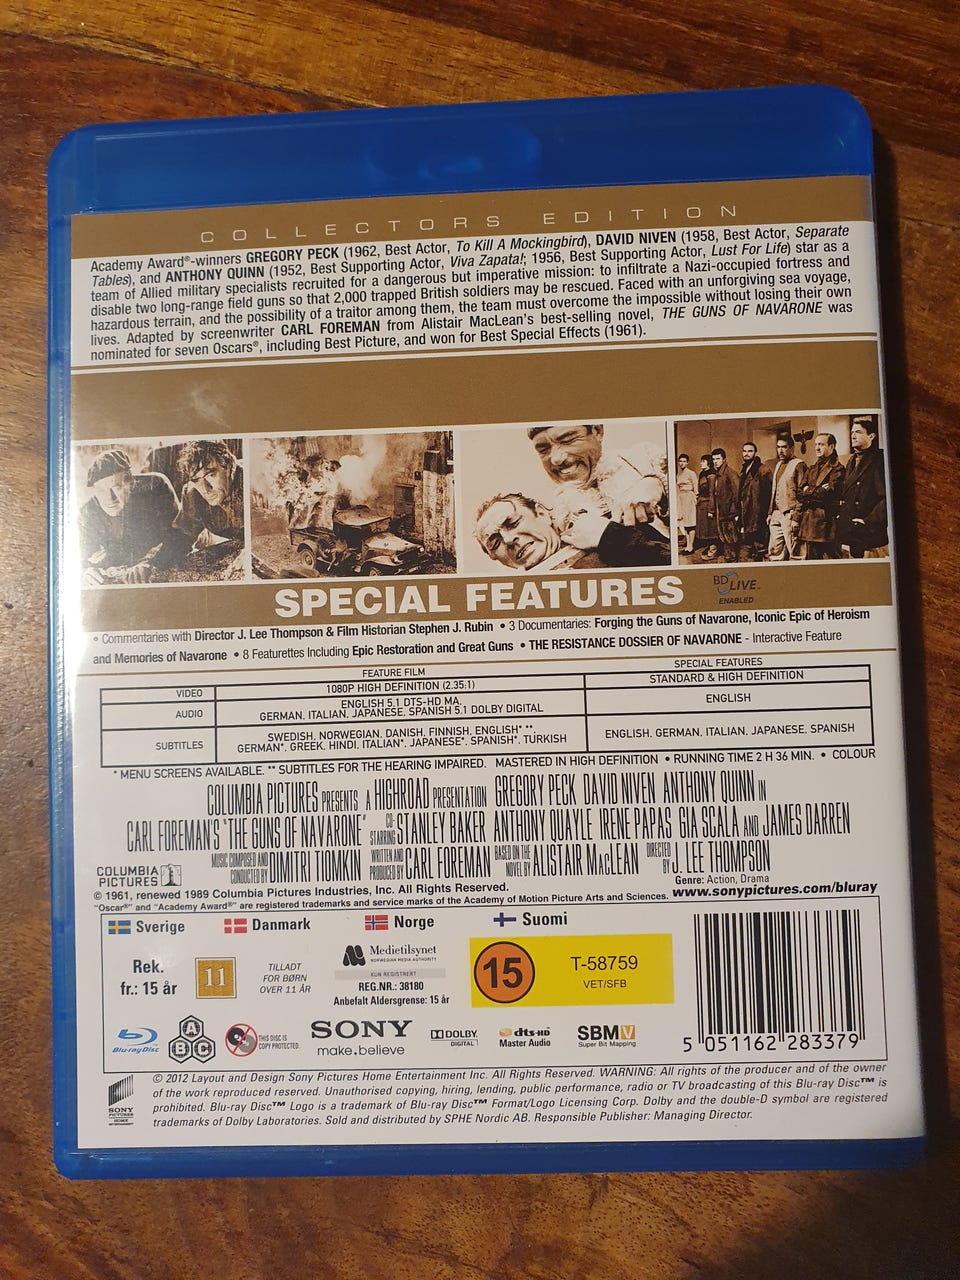 COLLECTORS EDITION
Academy Award®-winners GREGORY PECK (1962, Best Actor, To Kill A Mockingbird), DAVID NIVEN (1958, Best Actor, Separate
Tables), and ANTHONY QUINN (1952, Best Supporting Actor, Viva Zapata!; 1956, Best Supporting Actor, Lust For Life) star as a
team of Allied military specialists recruited for a dangerous but imperative mission: to infiltrate a Nazi-occupied fortress and
disable two long-range field guns so that 2,000 trapped British soldiers may be rescued. Faced with an unforgiving sea voyage,
hazardous terrain, and the possibility of a traitor among them, the team must overcome the impossible without losing their own
lives. Adapted by screenwriter CARL FOREMAN from Alistair MacLean's best-selling novel, THE GUNS OF NAVARONE was
nominated for seven Oscars®, including Best Picture, and won for Best Special Effects (1961).
SPECIAL FEATURES
BD LIVE™
ENABLED
• Commentaries with Director J. Lee Thompson & Film Historian Stephen J. Rubin • 3 Documentaries: Forging the Guns of Navarone, Iconic Epic of Heroism
and Memories of Navarone • 8 Featurettes Including Epic Restoration and Great Guns • THE RESISTANCE DOSSIER OF NAVARONE - Interactive Feature
FEATURE FILM SPECIAL FEATURES
VIDEO 1080P HIGH DEFINITION (2.35:1) STANDARD & HIGH DEFINITION
AUDIO ENGLISH 5.1 DTS-HD MA. ENGLISH
GERMAN, ITALIAN, JAPANESE, SPANISH 5.1 DOLBY DIGITAL
SUBTITLES SWEDISH, NORWEGIAN, DANISH, FINNISH, ENGLISH* ** ENGLISH, GERMAN, ITALIAN, JAPANESE, SPANISH
GERMAN*, GREEK, HINDI, ITALIAN*, JAPANESE*, SPANISH*, TURKISH
* MENU SCREENS AVAILABLE. ** SUBTITLES FOR THE HEARING IMPAIRED. MASTERED IN HIGH DEFINITION • RUNNING TIME 2 H 36 MIN. • COLOUR
COLUMBIA PICTURES PRESENTS A HIGHROAD PRESENTATION GREGORY PECK DAVID NIVEN ANTHONY QUINN IN
CARL FOREMAN'S "THE GUNS OF NAVARONE" CO-STARRING STANLEY BAKER ANTHONY QUAYLE IRENE PAPAS GIA SCALA AND JAMES DARREN
MUSIC COMPOSED AND CONDUCTED BY DIMITRI TIOMKIN WRITTEN AND PRODUCED BY CARL FOREMAN BASED ON THE NOVEL BY ALISTAIR MacLEAN DIRECTED BY J. LEE THOMPSON
COLUMBIA
PICTURES
Genre: Action, Drama
© 1961, renewed 1989 Columbia Pictures Industries, Inc. All Rights Reserved.
www.sonypictures.com/bluray
"Oscar®" and "Academy Award®" are registered trademarks and service marks of the Academy of Motion Picture Arts and Sciences.
Sverige Danmark Norge Suomi
Rek.
fr.: 15 år
11
TILLADT
FOR BØRN
OVER 11 ÅR
Medietilsynet
NORWEGIAN MEDIA AUTHORITY
KUN REGISTRERT
REG.NR.: 38180
Anbefalt Aldersgrense: 15 år
15
T-58759
VET/SFB
Blu-ray Disc
A
B C
THIS DISC IS
COPY PROTECTED.
SONY
make.believe
DOLBY
DIGITAL
dts-HD
Master Audio
SBMV
Super Bit Mapping
5 051162 283379
SONY
PICTURES
HOME
ENTERTAINMENT
© 2012 Layout and Design Sony Pictures Home Entertainment Inc. All Rights Reserved. WARNING: All rights of the producer and of the owner
of the work reproduced reserved. Unauthorised copying, hiring, lending, public performance, radio or TV broadcasting of this Blu-ray Disc™ is
prohibited. Blu-ray Disc™ Logo is a trademark of Blu-ray Disc™ Format/Logo Licensing Corp. Dolby and the double-D symbol are registered
trademarks of Dolby Laboratories. Sold and distributed by SPHE Nordic AB. Responsible Publisher: Managing Director.